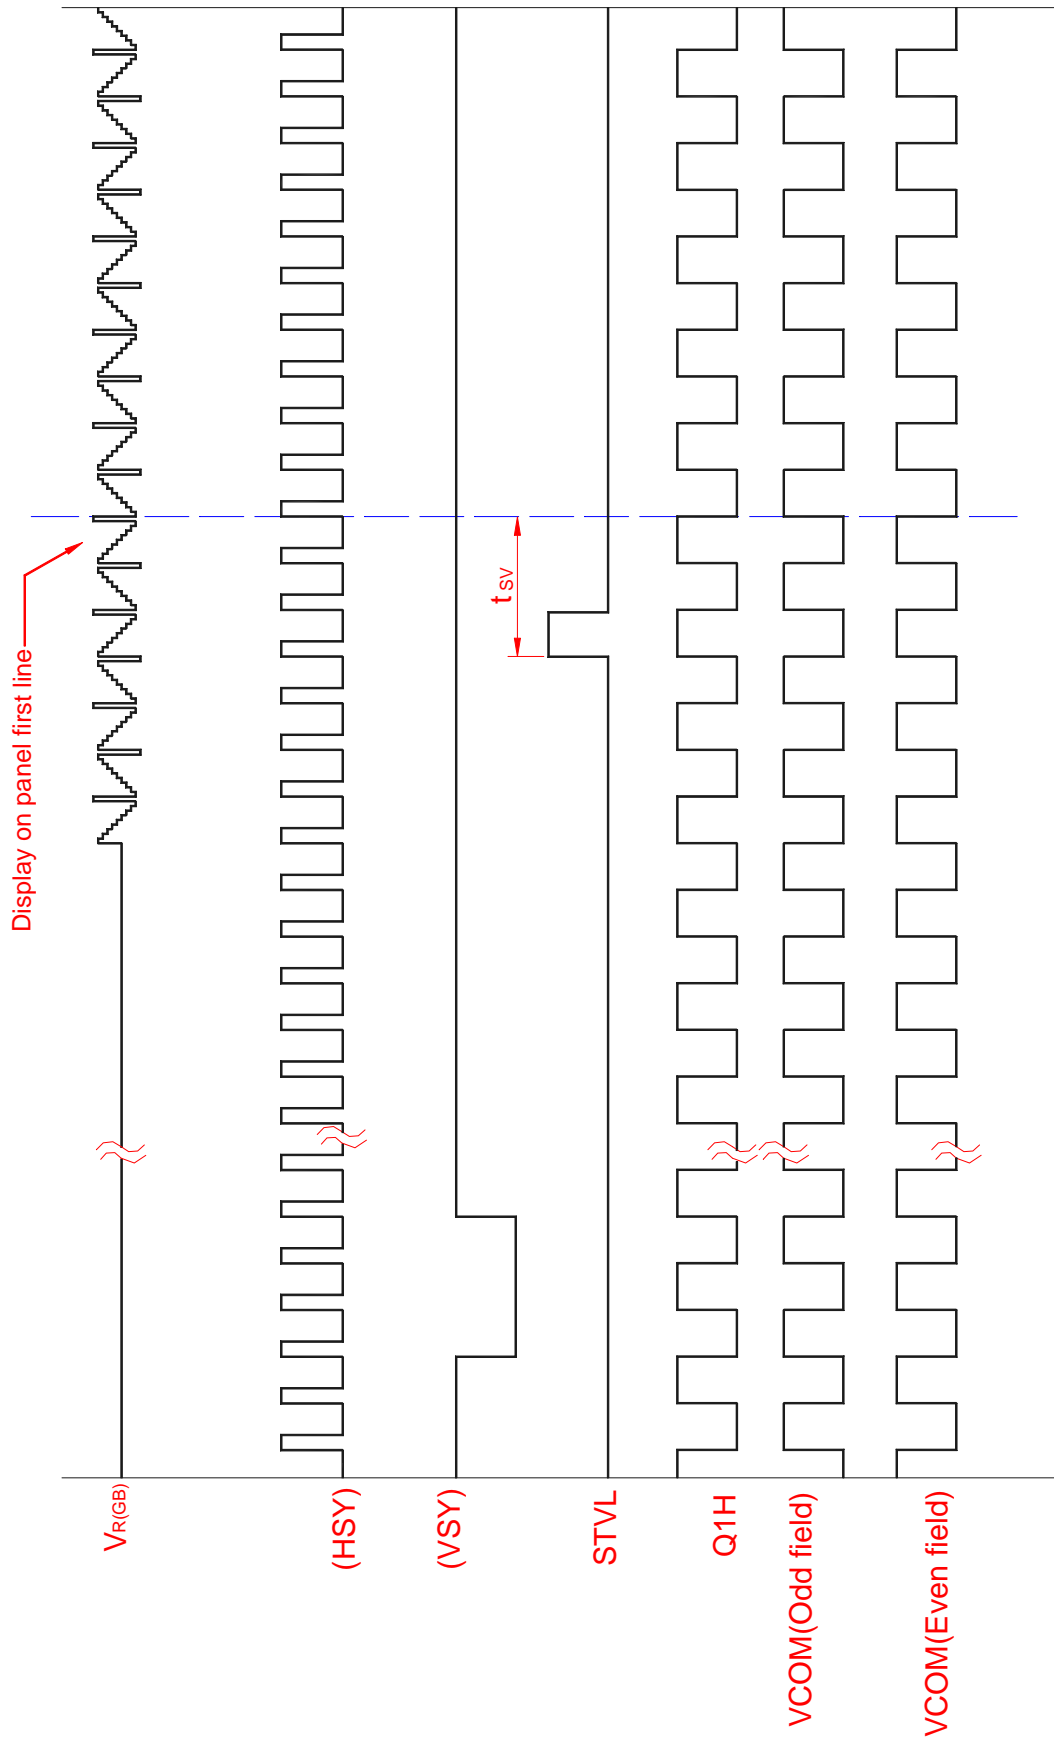 Display on panel first line
tSV
VR(GB)
(HSY)
(VSY)
STVL
Q1H
VCOM(Odd field)
VCOM(Even field)